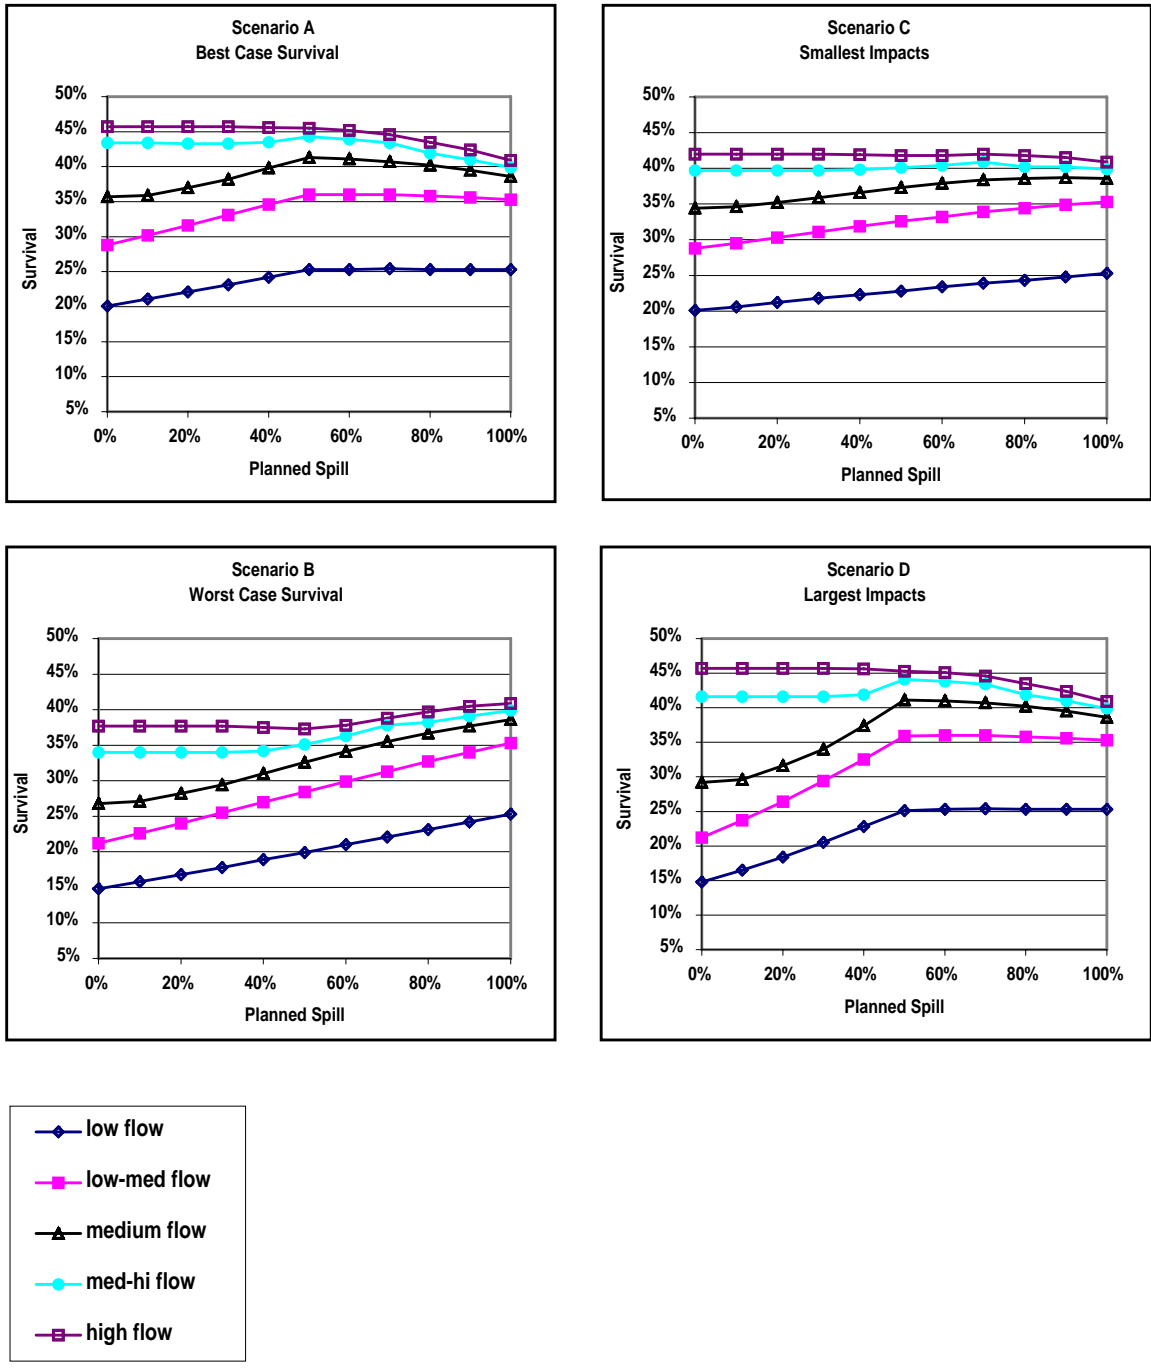 Scenario A
Best Case Survival
50%
45%
40%
35%
30%
25%
20%
15%
10%
5%
Survival
0% 20% 40% 60% 80% 100%
Planned Spill
Scenario C
Smallest Impacts
50%
45%
40%
35%
30%
25%
20%
15%
10%
5%
Survival
0% 20% 40% 60% 80% 100%
Planned Spill
Scenario B
Worst Case Survival
50%
45%
40%
35%
30%
25%
20%
15%
10%
5%
Survival
0% 20% 40% 60% 80% 100%
Planned Spill
Scenario D
Largest Impacts
50%
45%
40%
35%
30%
25%
20%
15%
10%
5%
Survival
0% 20% 40% 60% 80% 100%
Planned Spill
low flow
low-med flow
medium flow
med-hi flow
high flow